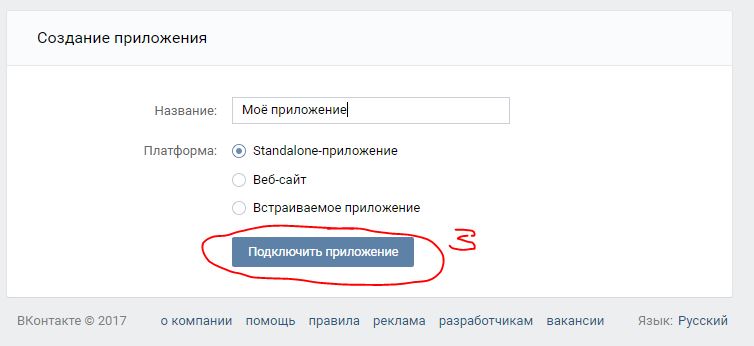 Создание приложения
Название: Моё приложение
Платформа: Standalone-приложение
Веб-сайт
Встраиваемое приложение
Подключить приложение 3
ВКонтакте © 2017 о компании помощь правила реклама разработчикам вакансии Язык: Русский